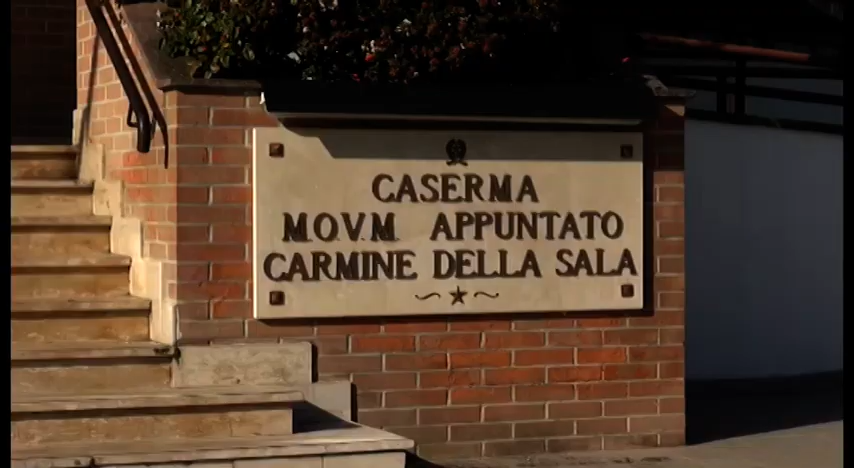 CASERMA
M.O.V.M. APPUNTATO
CARMINE DELLA SALA